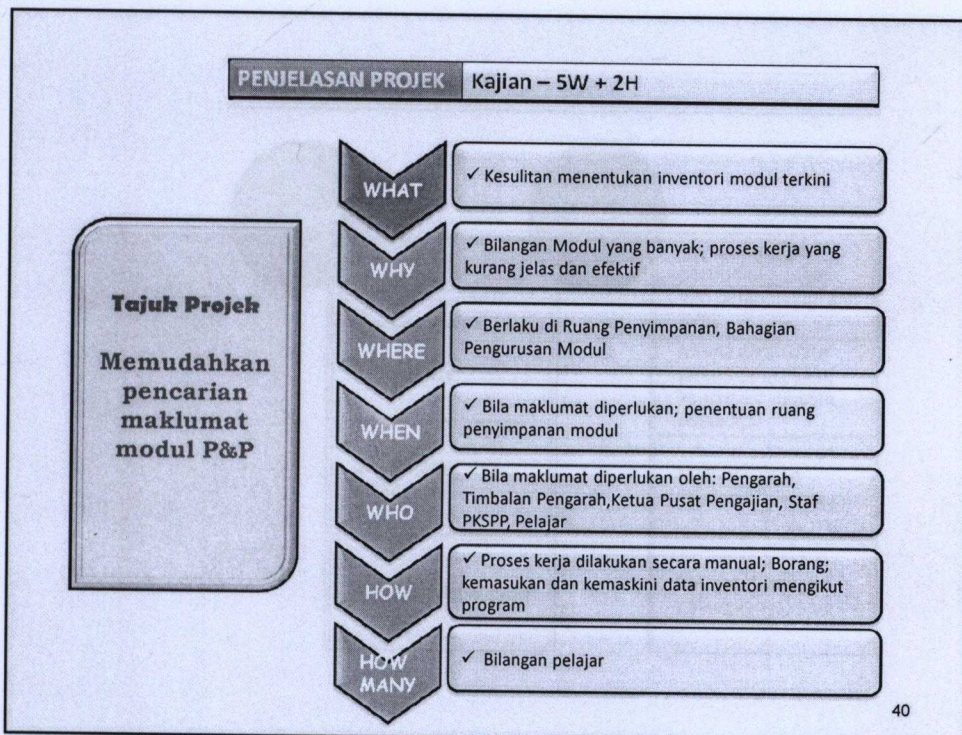 PENJELASAN PROJEK Kajian – 5W + 2H
Tajuk Projek
Memudahkan
pencarian
maklumat
modul P&P
WHAT
✓ Kesulitan menentukan inventori modul terkini
WHY
✓ Bilangan Modul yang banyak; proses kerja yang
kurang jelas dan efektif
WHERE
✓ Berlaku di Ruang Penyimpanan, Bahagian
Pengurusan Modul
WHEN
✓ Bila maklumat diperlukan; penentuan ruang
penyimpanan modul
WHO
✓ Bila maklumat diperlukan oleh: Pengarah,
Timbalan Pengarah,Ketua Pusat Pengajian, Staf
PKSPP, Pelajar
HOW
✓ Proses kerja dilakukan secara manual; Borang;
kemasukan dan kemaskini data inventori mengikut
program
HOW
MANY
✓ Bilangan pelajar
40